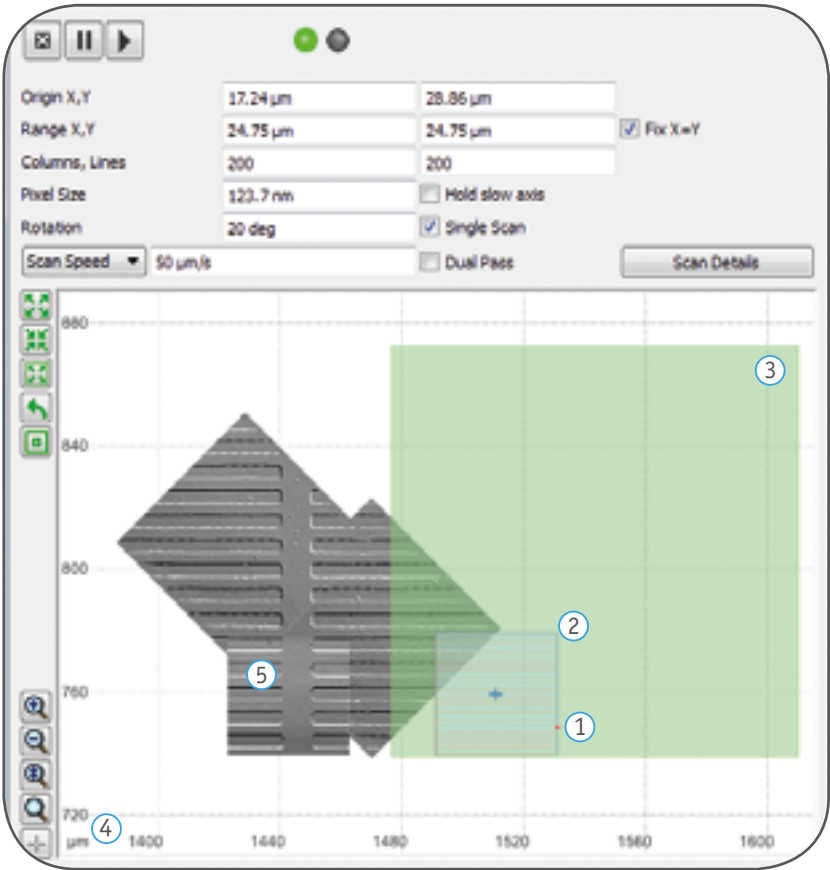 Origin X,Y 17.24 µm 28.86 µm
Range X,Y 24.75 µm 24.75 µm Fix X=Y
Columns, Lines 200 200
Pixel Size 123.7 nm Hold slow axis
Rotation 20 deg Single Scan
Scan Speed 50 µm/s Dual Pass Scan Details
860
3
840
800
2
5
760
1
720
4
µm 1400 1440 1480 1520 1560 1600